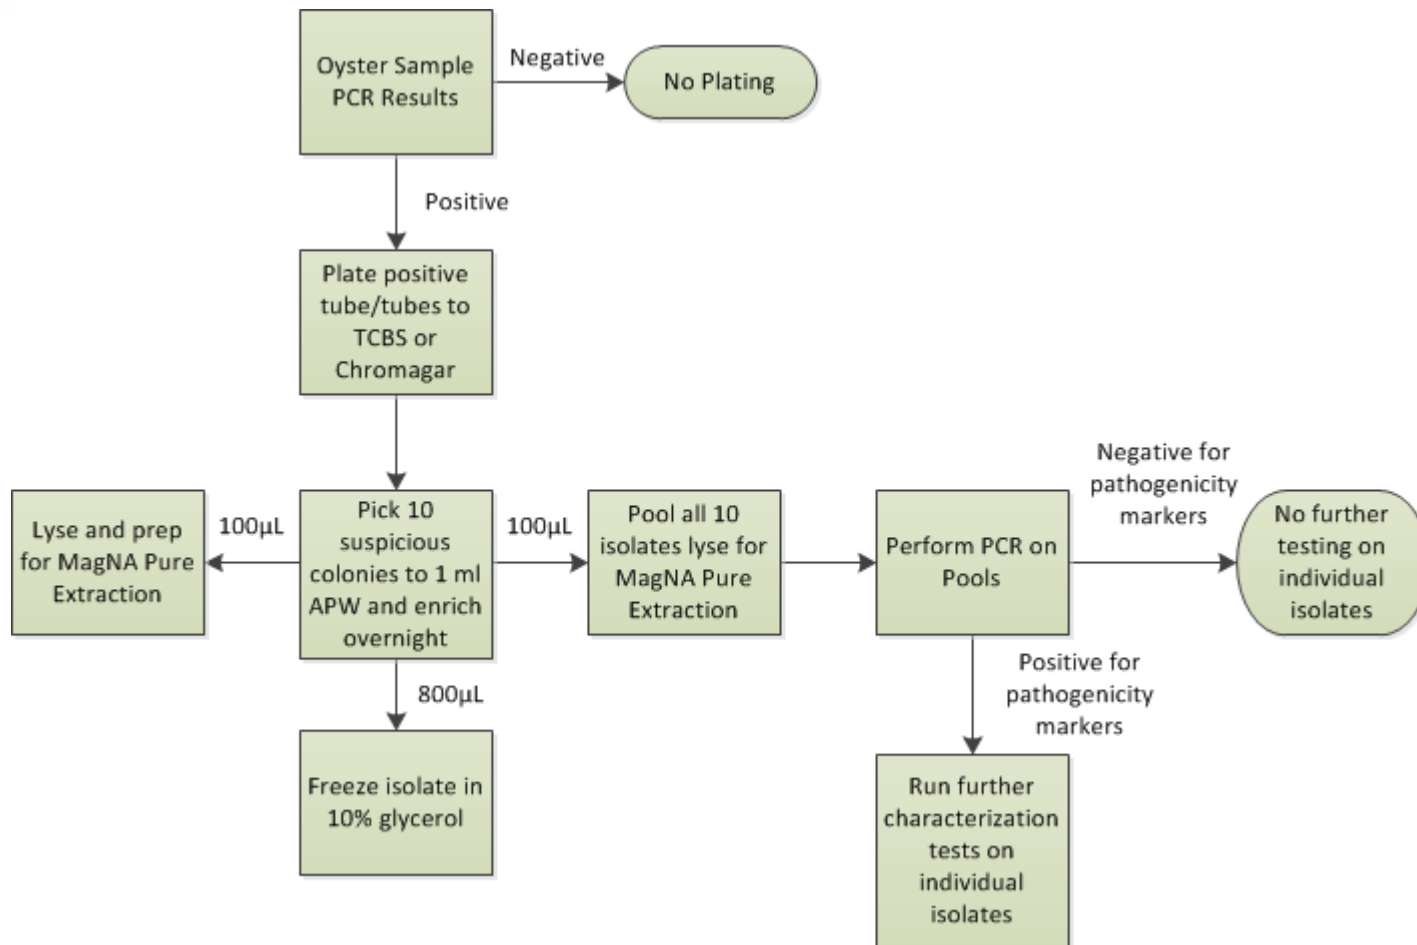 Oyster Sample
PCR Results
Negative
No Plating
Positive
Plate positive
tube/tubes to
TCBS or
Chromagar
Lyse and prep
for MagNA Pure
Extraction
100µL
Pick 10
suspicious
colonies to 1 ml
APW and enrich
overnight
100µL
Pool all 10
isolates lyse for
MagNA Pure
Extraction
Perform PCR on
Pools
Negative for
pathogenicity
markers
No further
testing on
individual
isolates
800µL
Freeze isolate in
10% glycerol
Positive for
pathogenicity
markers
Run further
characterization
tests on
individual
isolates